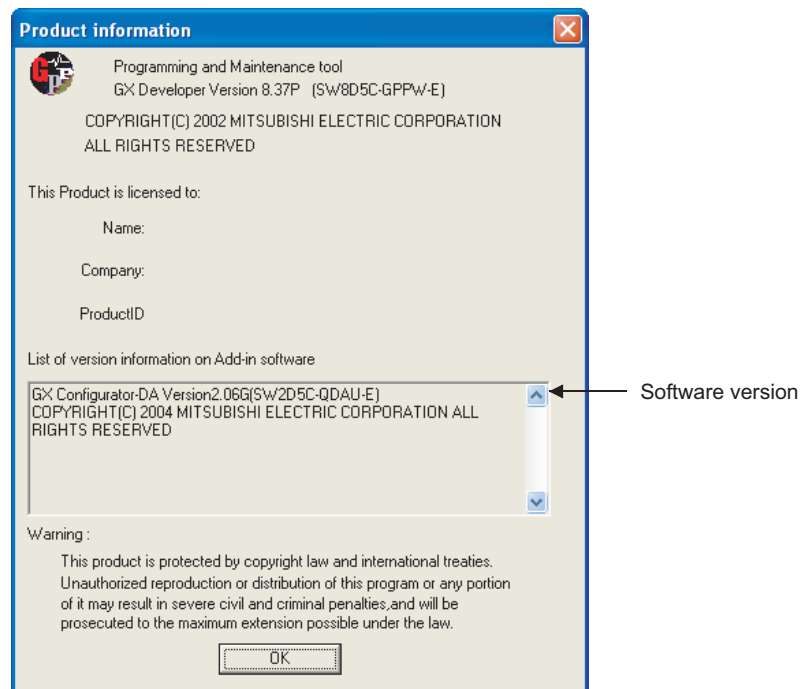 Product information
GPP
Programming and Maintenance tool
GX Developer Version 8.37P (SW8D5C-GPPW-E)
COPYRIGHT(C) 2002 MITSUBISHI ELECTRIC CORPORATION
ALL RIGHTS RESERVED
This Product is licensed to:
Name:
Company:
ProductID
List of version information on Add-in software
GX Configurator-DA Version2.06G(SW2D5C-QDAU-E)
COPYRIGHT(C) 2004 MITSUBISHI ELECTRIC CORPORATION ALL
RIGHTS RESERVED
Software version
Warning :
This product is protected by copyright law and international treaties.
Unauthorized reproduction or distribution of this program or any portion
of it may result in severe civil and criminal penalties,and will be
prosecuted to the maximum extension possible under the law.
OK